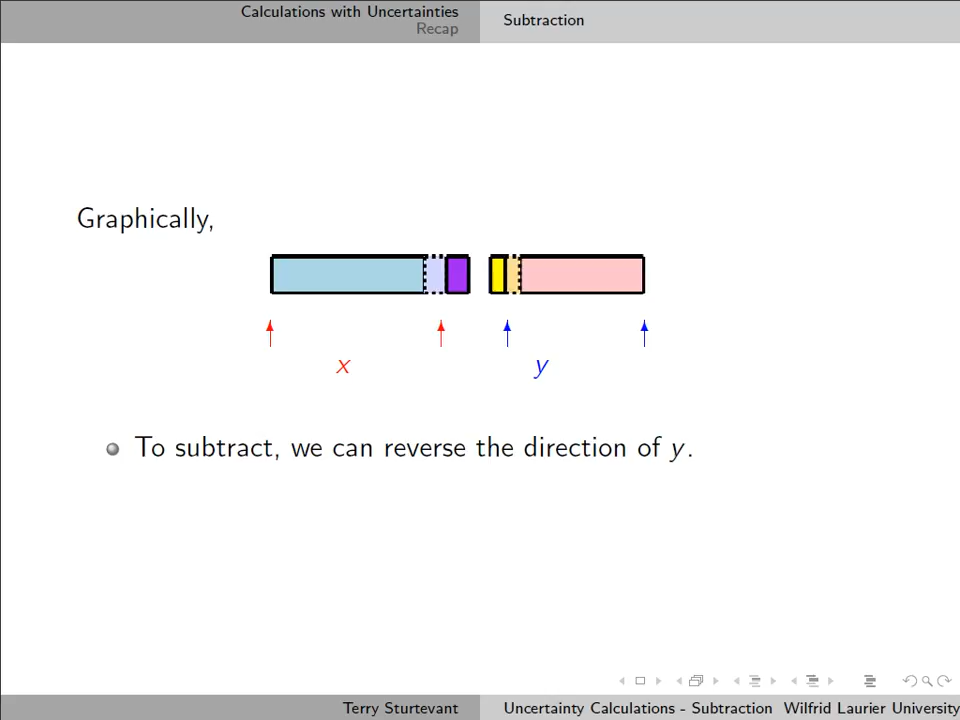 Calculations with Uncertainties
Recap
Subtraction
Graphically,
x
y
To subtract, we can reverse the direction of y.
Terry Sturtevant
Uncertainty Calculations - Subtraction Wilfrid Laurier University